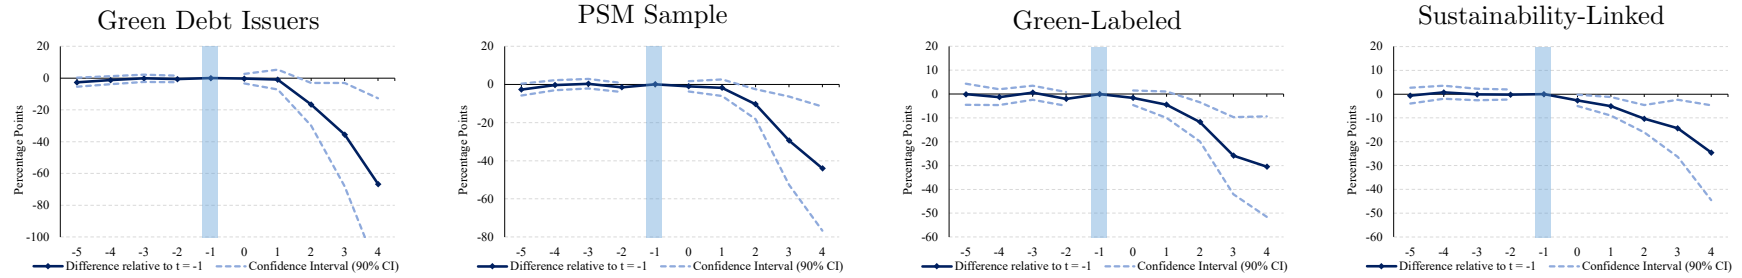 Green Debt Issuers
Percentage Points
20
0
-20
-40
-60
-80
-100
-5 -4 -3 -2 -1 0 1 2 3 4
Difference relative to t = -1 Confidence Interval (90% CI)
PSM Sample
Percentage Points
20
0
-20
-40
-60
-80
-5 -4 -3 -2 -1 0 1 2 3 4
Difference relative to t = -1 Confidence Interval (90% CI)
Green-Labeled
Percentage Points
20
10
0
-10
-20
-30
-40
-50
-60
-5 -4 -3 -2 -1 0 1 2 3 4
Difference relative to t = -1 Confidence Interval (90% CI)
Sustainability-Linked
Percentage Points
20
10
0
-10
-20
-30
-40
-50
-60
-5 -4 -3 -2 -1 0 1 2 3 4
Difference relative to t = -1 Confidence Interval (90% CI)